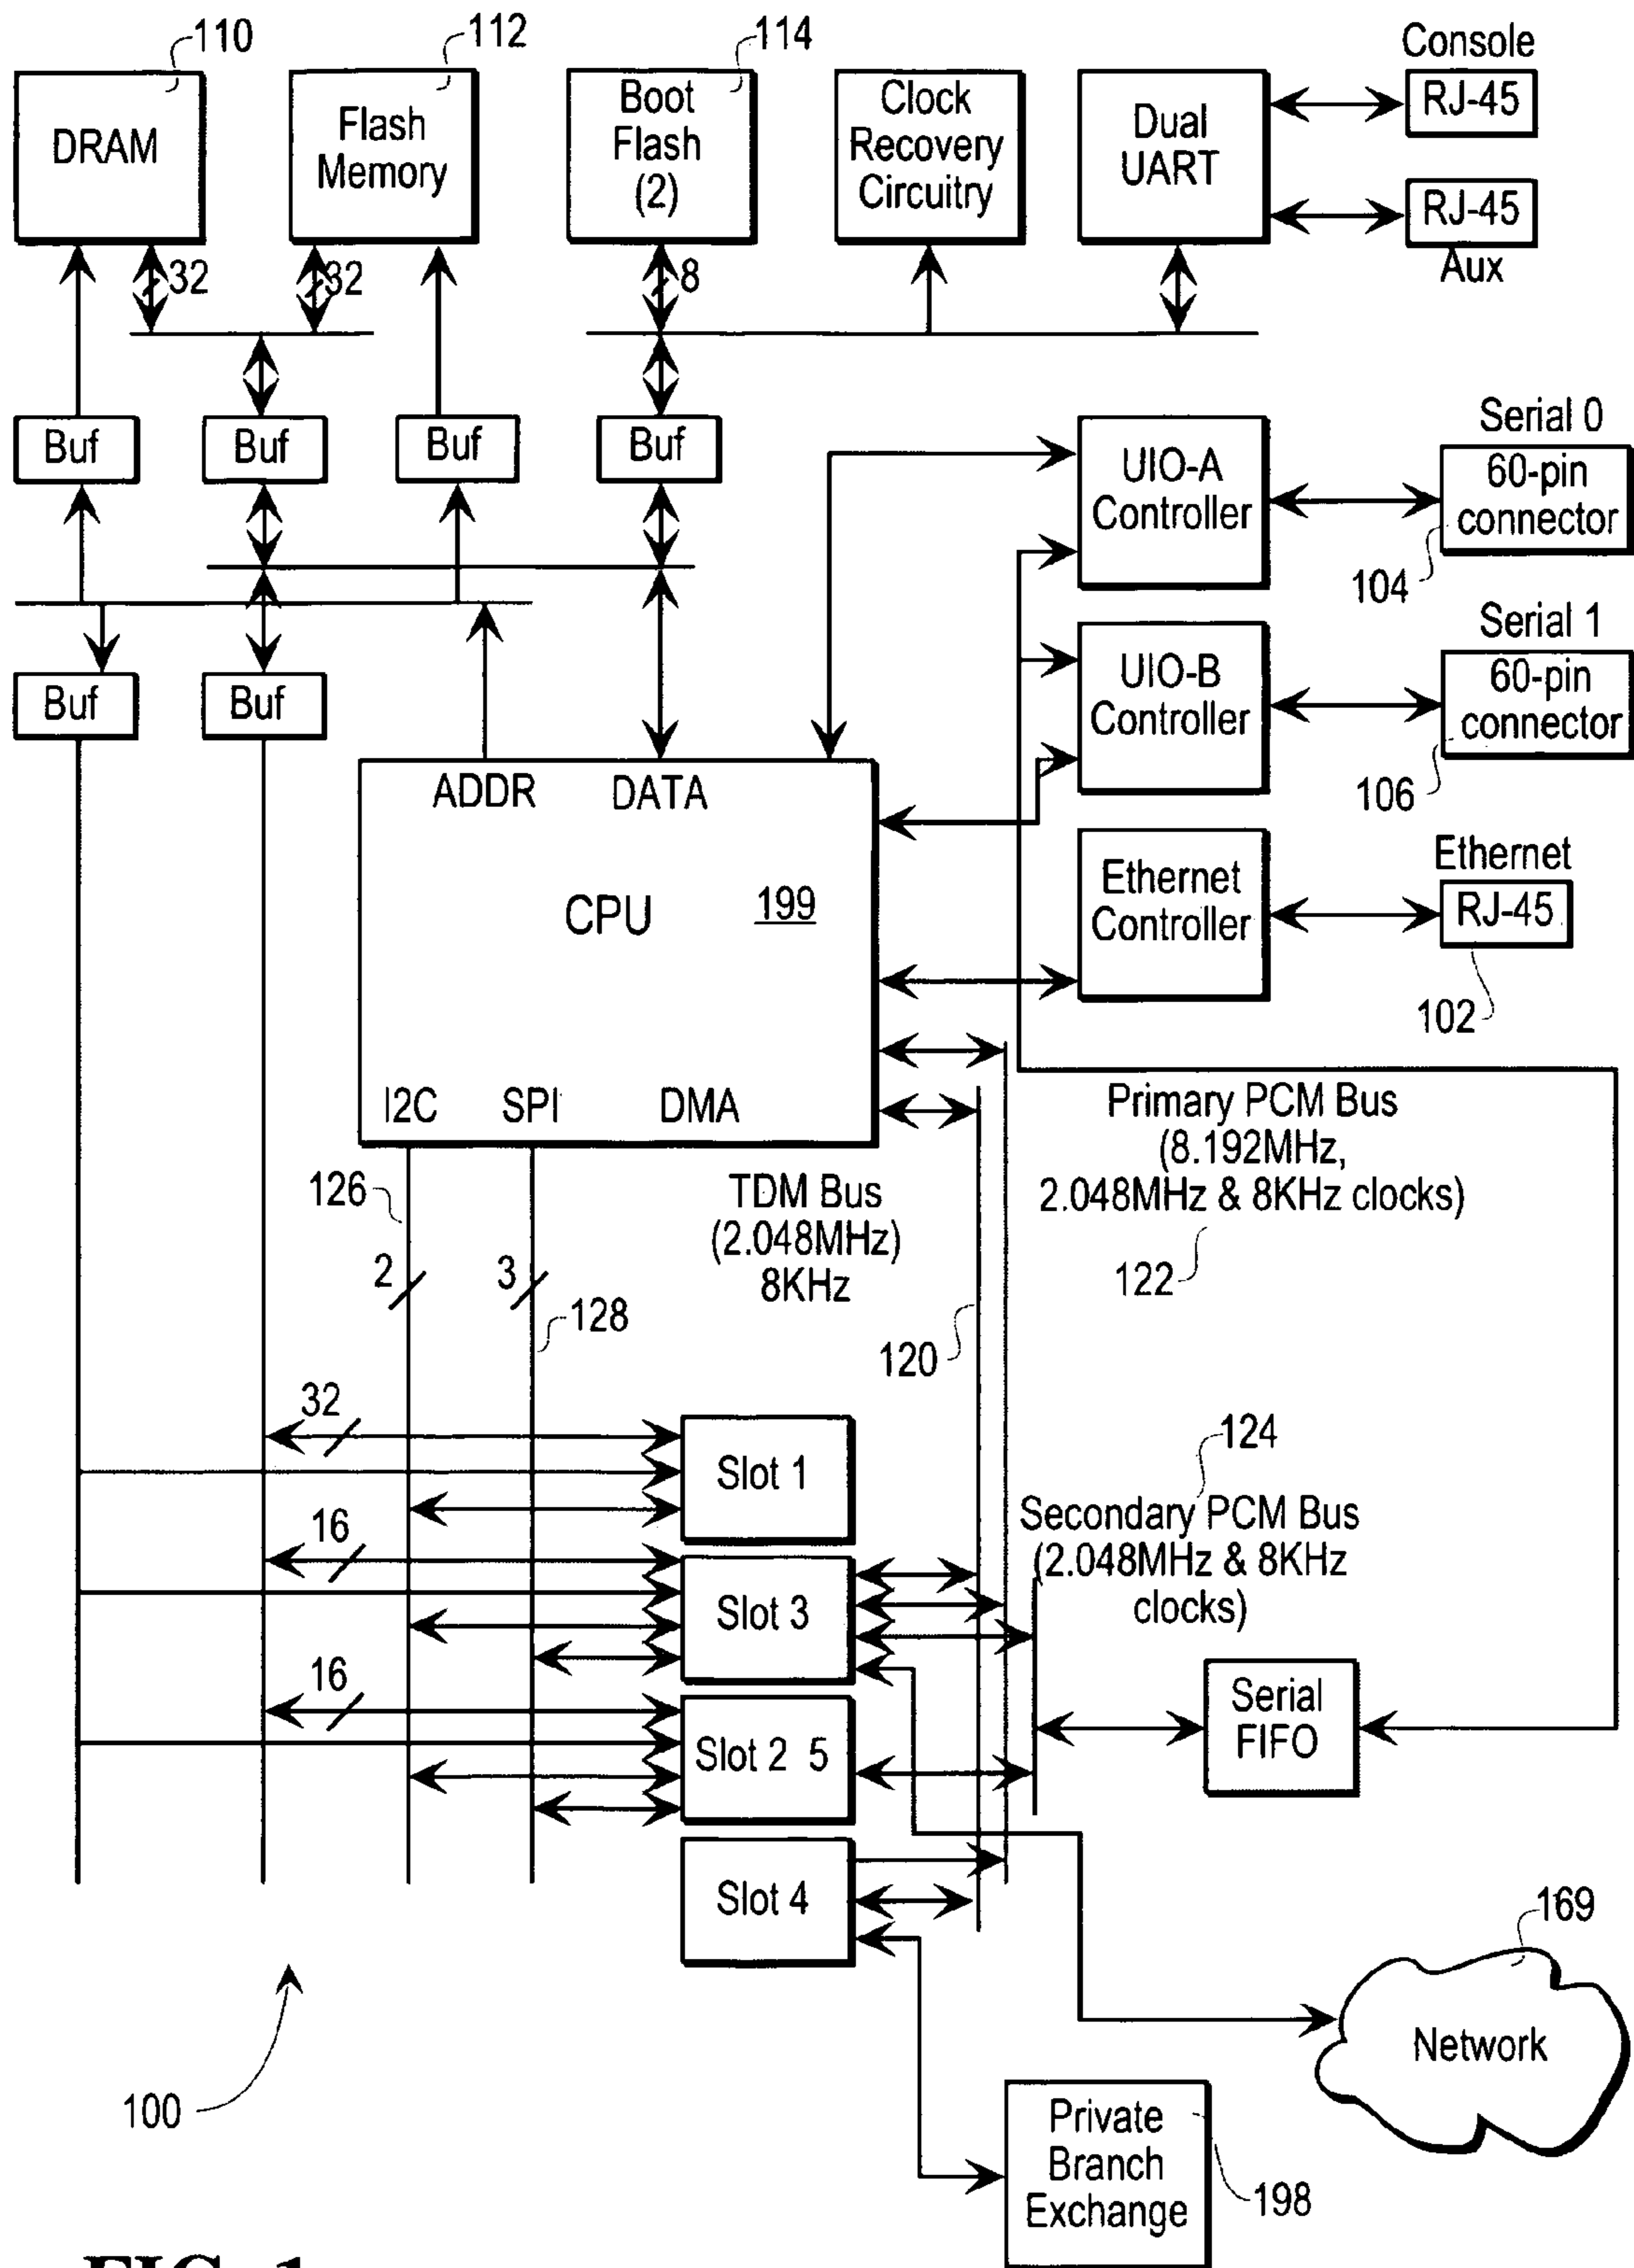 110
112
114
Console
DRAM
Flash
Memory
Boot
Flash
(2)
Clock
Recovery
Circuitry
Dual
UART
RJ-45
RJ-45
Aux
32
32
8
Buf
Buf
Buf
Buf
UIO-A
Controller
Serial 0
60-pin
connector
104
UIO-B
Controller
Serial 1
60-pin
connector
106
Buf
Buf
ADDR
DATA
CPU
199
Ethernet
Controller
Ethernet
RJ-45
102
I2C
SPI
DMA
Primary PCM Bus
(8.192MHz,
2.048MHz & 8KHz clocks)
122
126
TDM Bus
(2.048MHz)
8KHz
2
3
128
120
32
Slot 1
124
Secondary PCM Bus
(2.048MHz & 8KHz
clocks)
16
Slot 3
16
Slot 2 5
Serial
FIFO
Slot 4
169
Network
100
Private
Branch
Exchange
198
FIG. 1